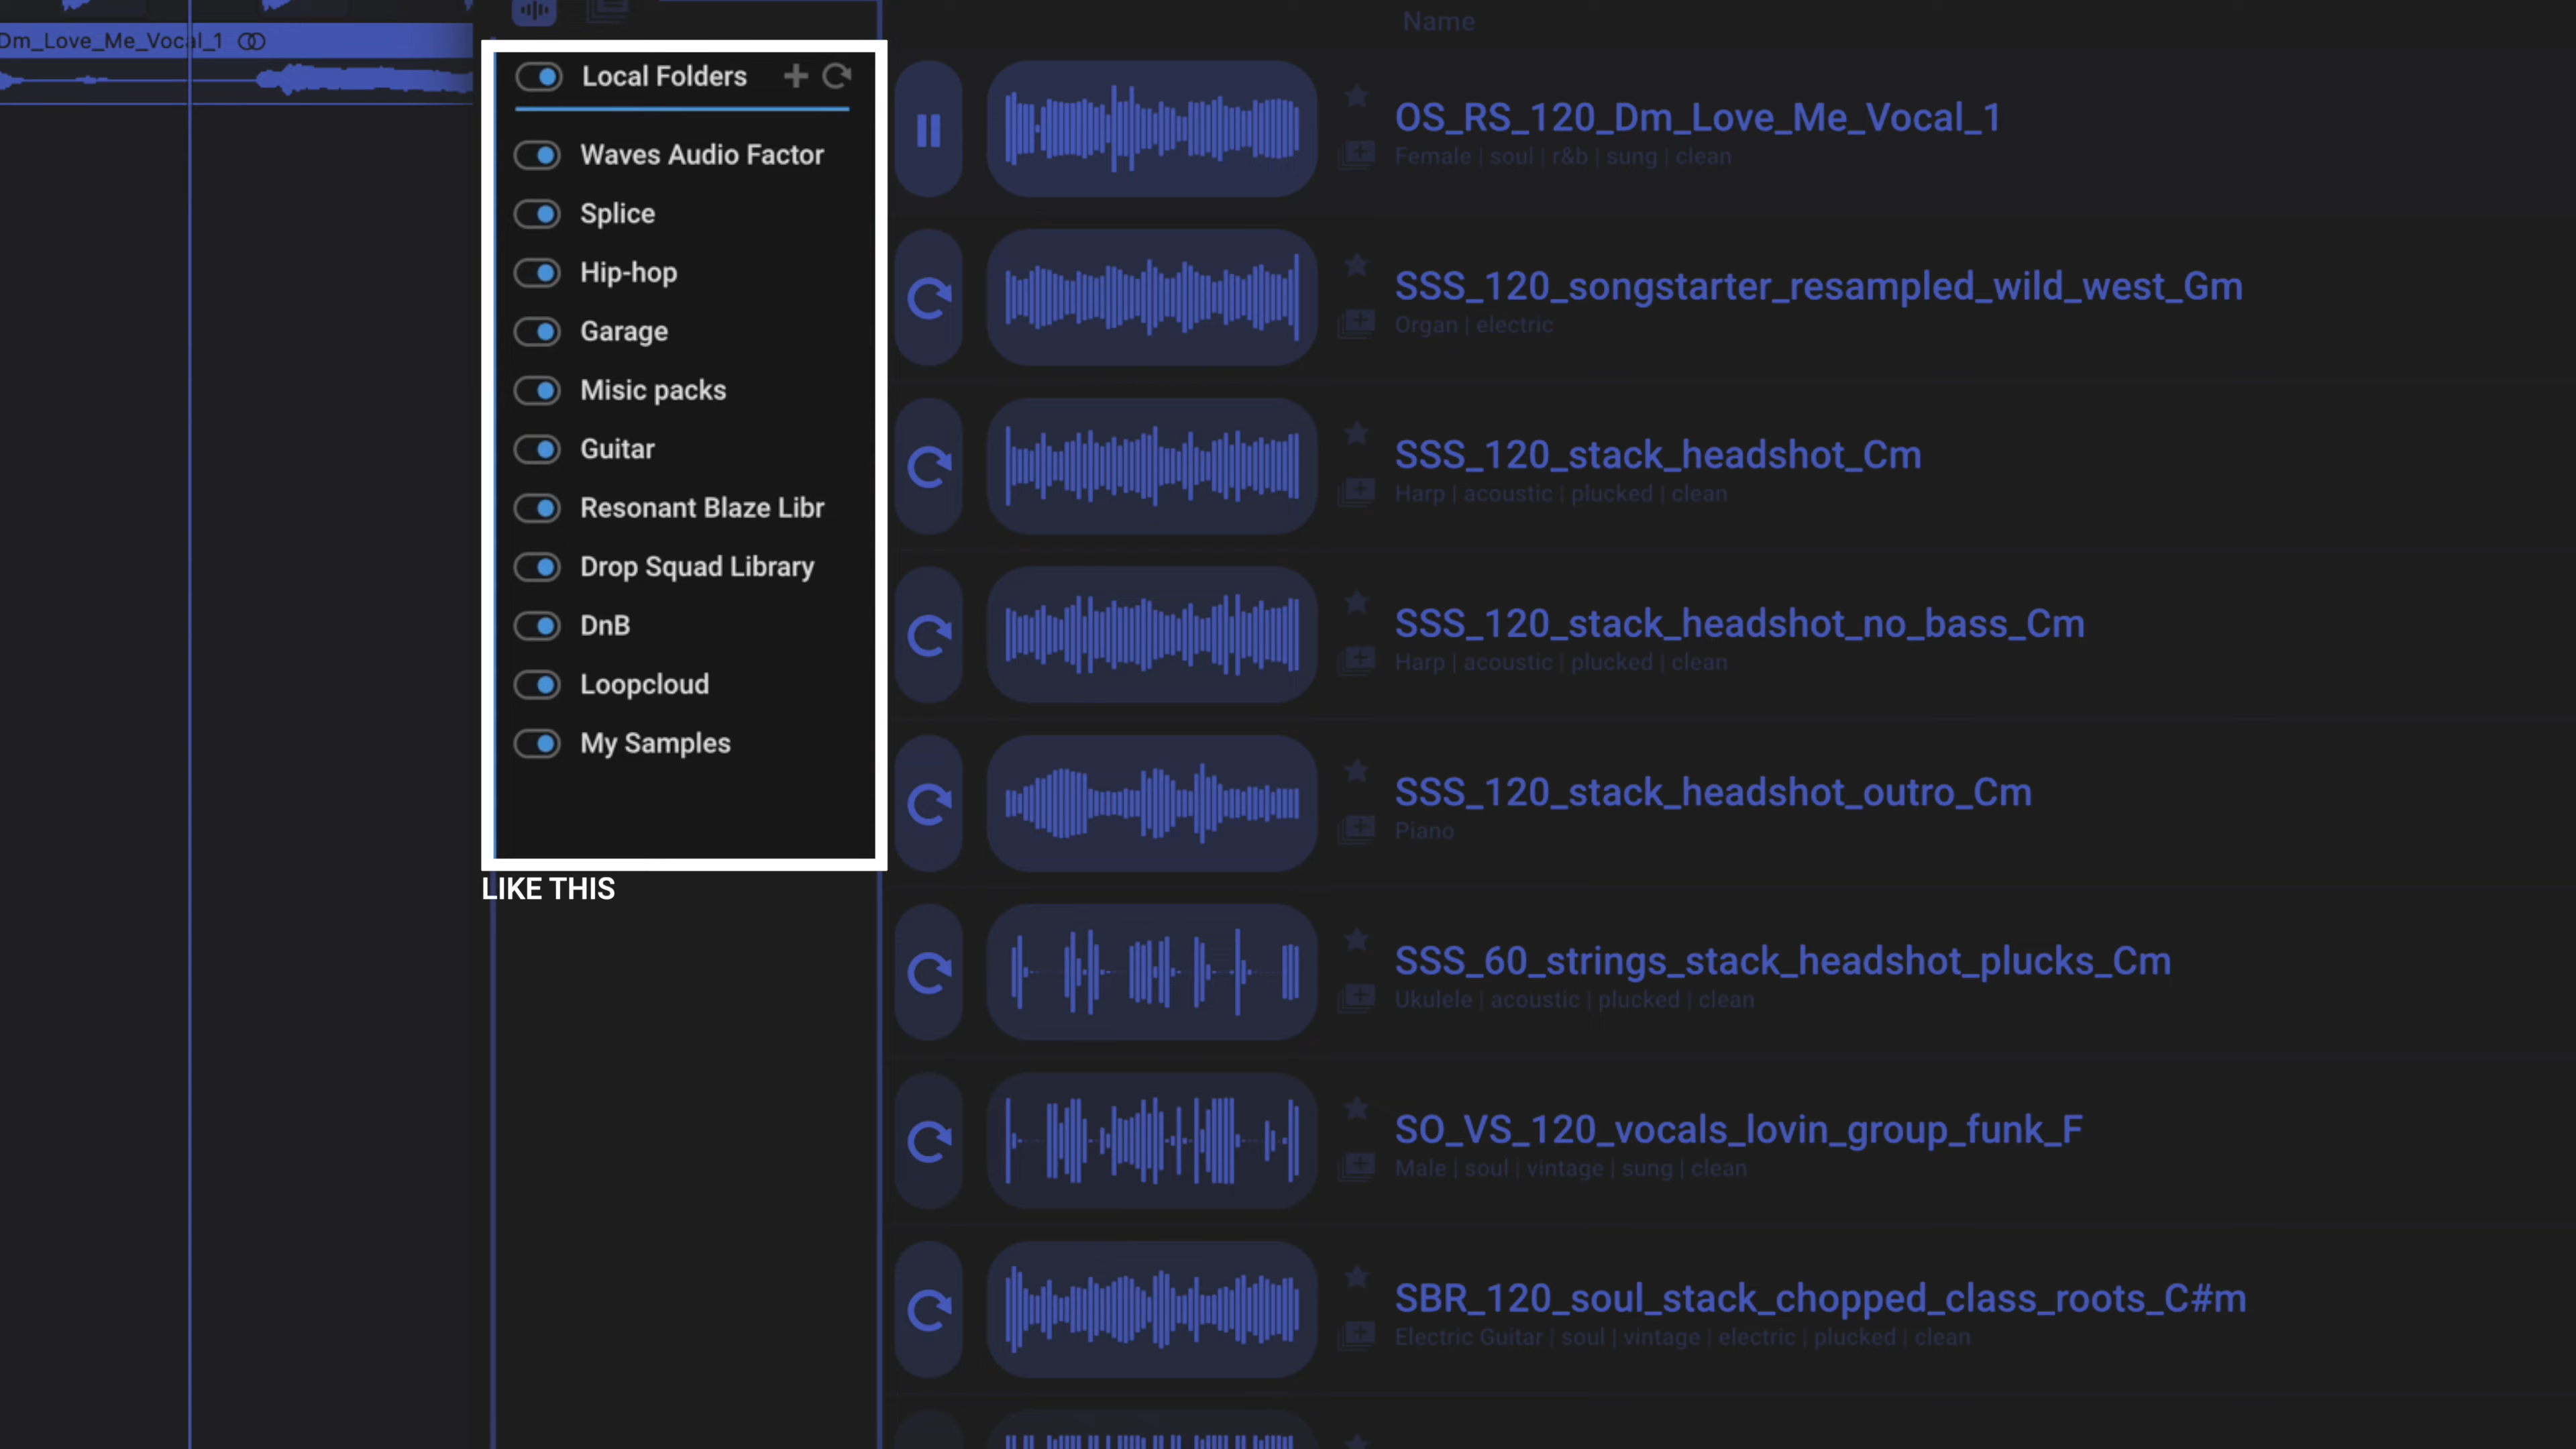 Dm_Love_Me_Vocal_1
Local Folders
Waves Audio Factor
Splice
Hip-hop
Garage
Misic packs
Guitar
Resonant Blaze Libr
Drop Squad Library
DnB
Loopcloud
My Samples
LIKE THIS
Name
OS_RS_120_Dm_Love_Me_Vocal_1
Female | soul | r&b | sung | clean
SSS_120_songstarter_resampled_wild_west_Gm
Organ | electric
SSS_120_stack_headshot_Cm
Harp | acoustic | plucked | clean
SSS_120_stack_headshot_no_bass_Cm
Harp | acoustic | plucked | clean
SSS_120_stack_headshot_outro_Cm
Piano
SSS_60_strings_stack_headshot_plucks_Cm
Ukulele | acoustic | plucked | clean
SO_VS_120_vocals_lovin_group_funk_F
Male | soul | vintage | sung | clean
SBR_120_soul_stack_chopped_class_roots_C#m
Electric Guitar | soul | vintage | electric | plucked | clean